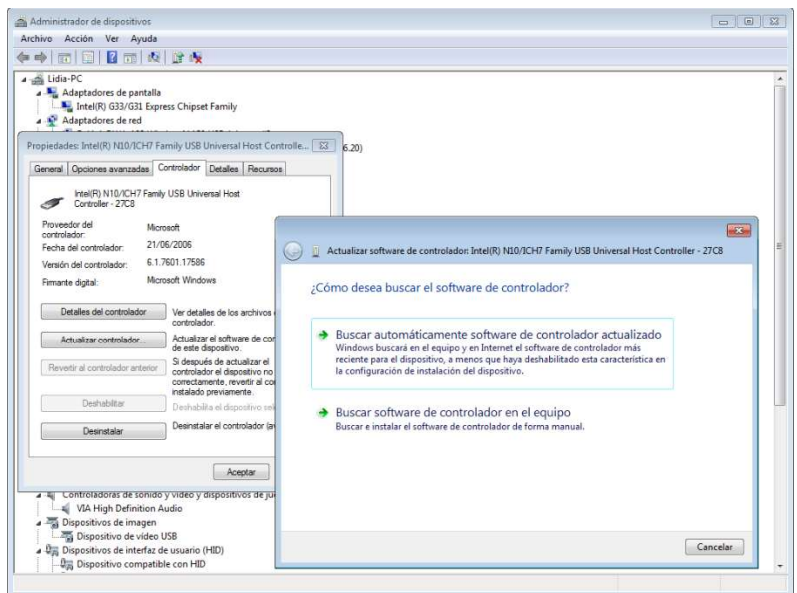 Administrador de dispositivos
Archivo Acción Ver Ayuda
Lidia-PC
Adaptadores de pantalla
Intel(R) G33/G31 Express Chipset Family
Adaptadores de red
6.20)
Propiedades: Intel(R) N10/ICH7 Family USB Universal Host Controlle...
General Opciones avanzadas Controlador Detalles Recursos
Intel(R) N10/ICH7 Family USB Universal Host
Controller - 27C8
Proveedor del
controlador:
Microsoft
Fecha del controlador: 21/06/2006
Versión del controlador: 6.1.7601.17586
Firmante digital: Microsoft Windows
Detalles del controlador
Ver detalles de los archivos
controlador.
Actualizar controlador...
Actualizar el software de con
de este dispositivo.
Revertir al controlador anterior
Si después de actualizar el
controlador el dispositivo no
correctamente, revertir al co
instalado previamente.
Deshabilitar
Deshabilita el dispositivo sel
Desinstalar
Desinstalar el controlador (av
Aceptar
Actualizar software de controlador: Intel(R) N10/ICH7 Family USB Universal Host Controller - 27C8
¿Cómo desea buscar el software de controlador?
Buscar automáticamente software de controlador actualizado
Windows buscará en el equipo y en Internet el software de controlador más
reciente para el dispositivo, a menos que haya deshabilitado esta característica en
la configuración de instalación del dispositivo.
Buscar software de controlador en el equipo
Buscar e instalar el software de controlador de forma manual.
Cancelar
Controladoras de sonido y vídeo y dispositivos de ju
VIA High Definition Audio
Dispositivos de imagen
Dispositivo de vídeo USB
Dispositivos de interfaz de usuario (HID)
Dispositivo compatible con HID